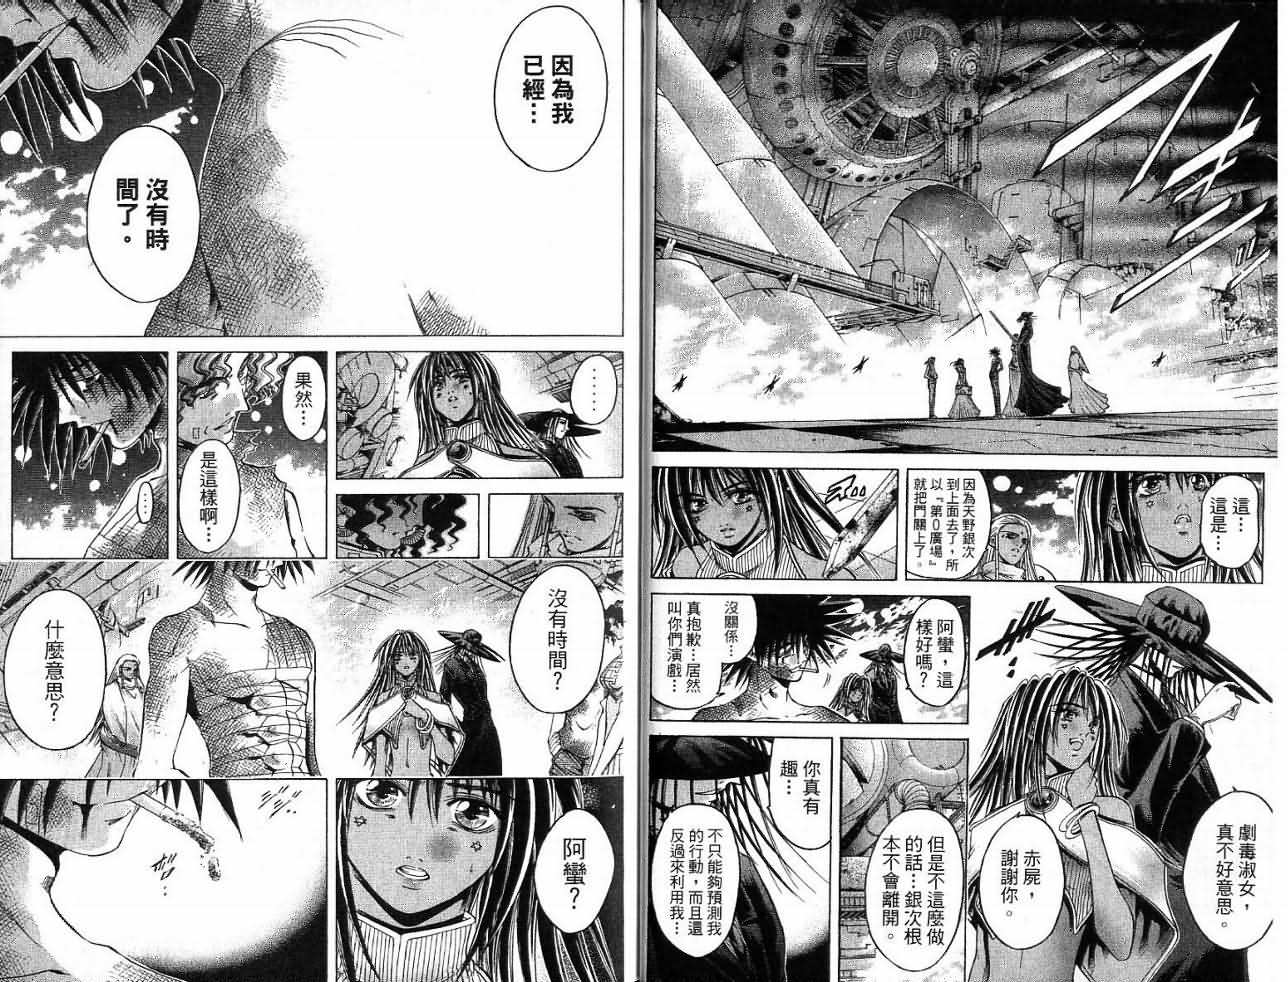 這…
這是…
因為天野銀次
到上面去了，所
以『第0廣場』
就把門關上了。
阿蠻，這
樣好嗎？
沒關係…
真抱歉…居然
叫你們演戲…
劇毒淑女，
真不好意思。
赤屍，
謝謝你。
但是不這麼做
的話…銀次根
本不會離開。
你真有
趣…
不只能夠預測我
的行動，而且還
反過來利用我…
因為我
已經…
沒有時
間了。
……
果然…
是這樣啊…
……
沒有時間？
什麼意思？
阿蠻？